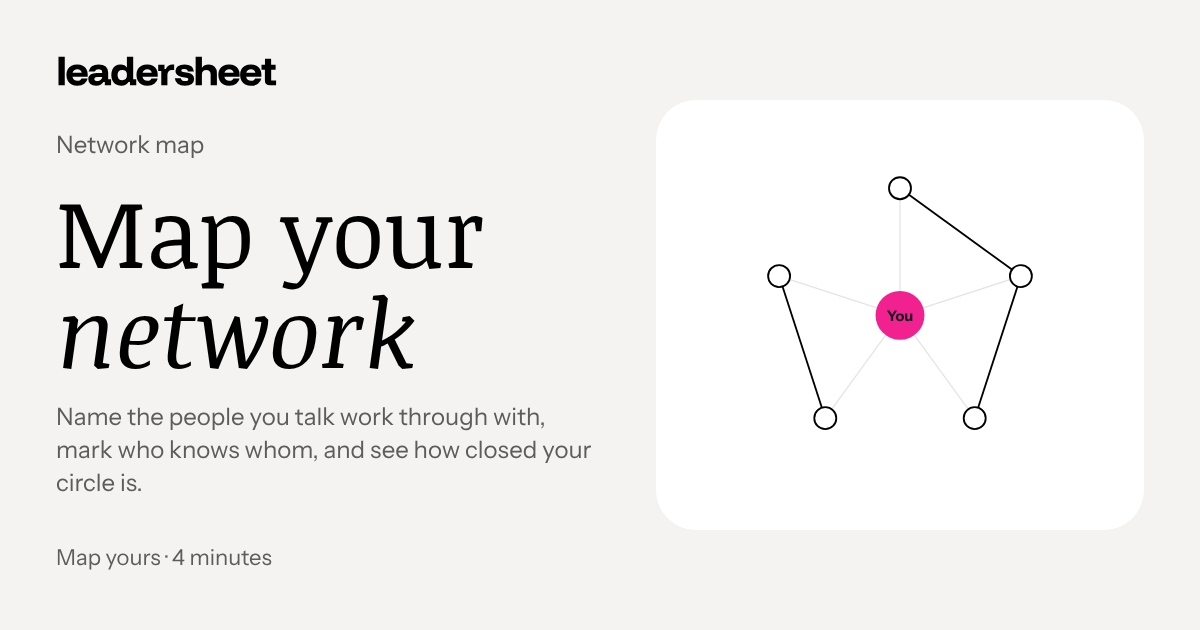 leadersheet
Network map
Map your
network
Name the people you talk work through with,
mark who knows whom, and see how closed your
circle is.
Map yours · 4 minutes
You